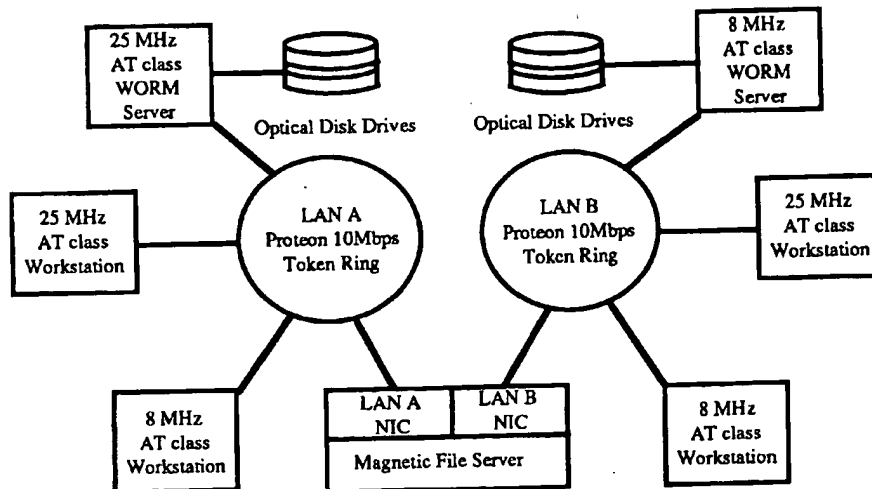 25 MHz
AT class
WORM
Server
Optical Disk Drives
8 MHz
AT class
WORM
Server
Optical Disk Drives
LAN A
Proteon 10Mbps
Token Ring
LAN B
Proteon 10Mbps
Token Ring
25 MHz
AT class
Workstation
25 MHz
AT class
Workstation
8 MHz
AT class
Workstation
LAN A
NIC
LAN B
NIC
Magnetic File Server
8 MHz
AT class
Workstation